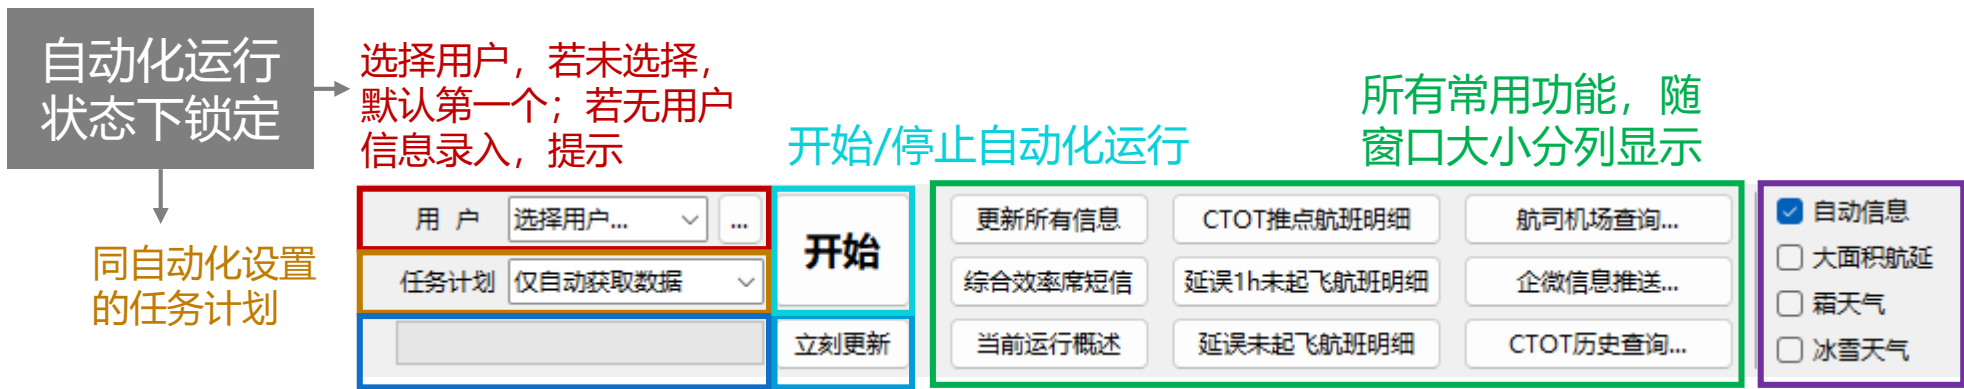 自动化运行
状态下锁定
选择用户，若未选择，
默认第一个；若无用户
信息录入，提示
开始/停止自动化运行
所有常用功能，随
窗口大小分列显示
同自动化设置
的任务计划
用 户 选择用户... ...
任务计划 仅自动获取数据
开始
立刻更新
更新所有信息 CTOT推点航班明细 航司机场查询...
综合效率席短信 延误1h未起飞航班明细 企微信息推送...
当前运行概述 延误未起飞航班明细 CTOT历史查询...
自动信息
大面积航延
霜天气
冰雪天气